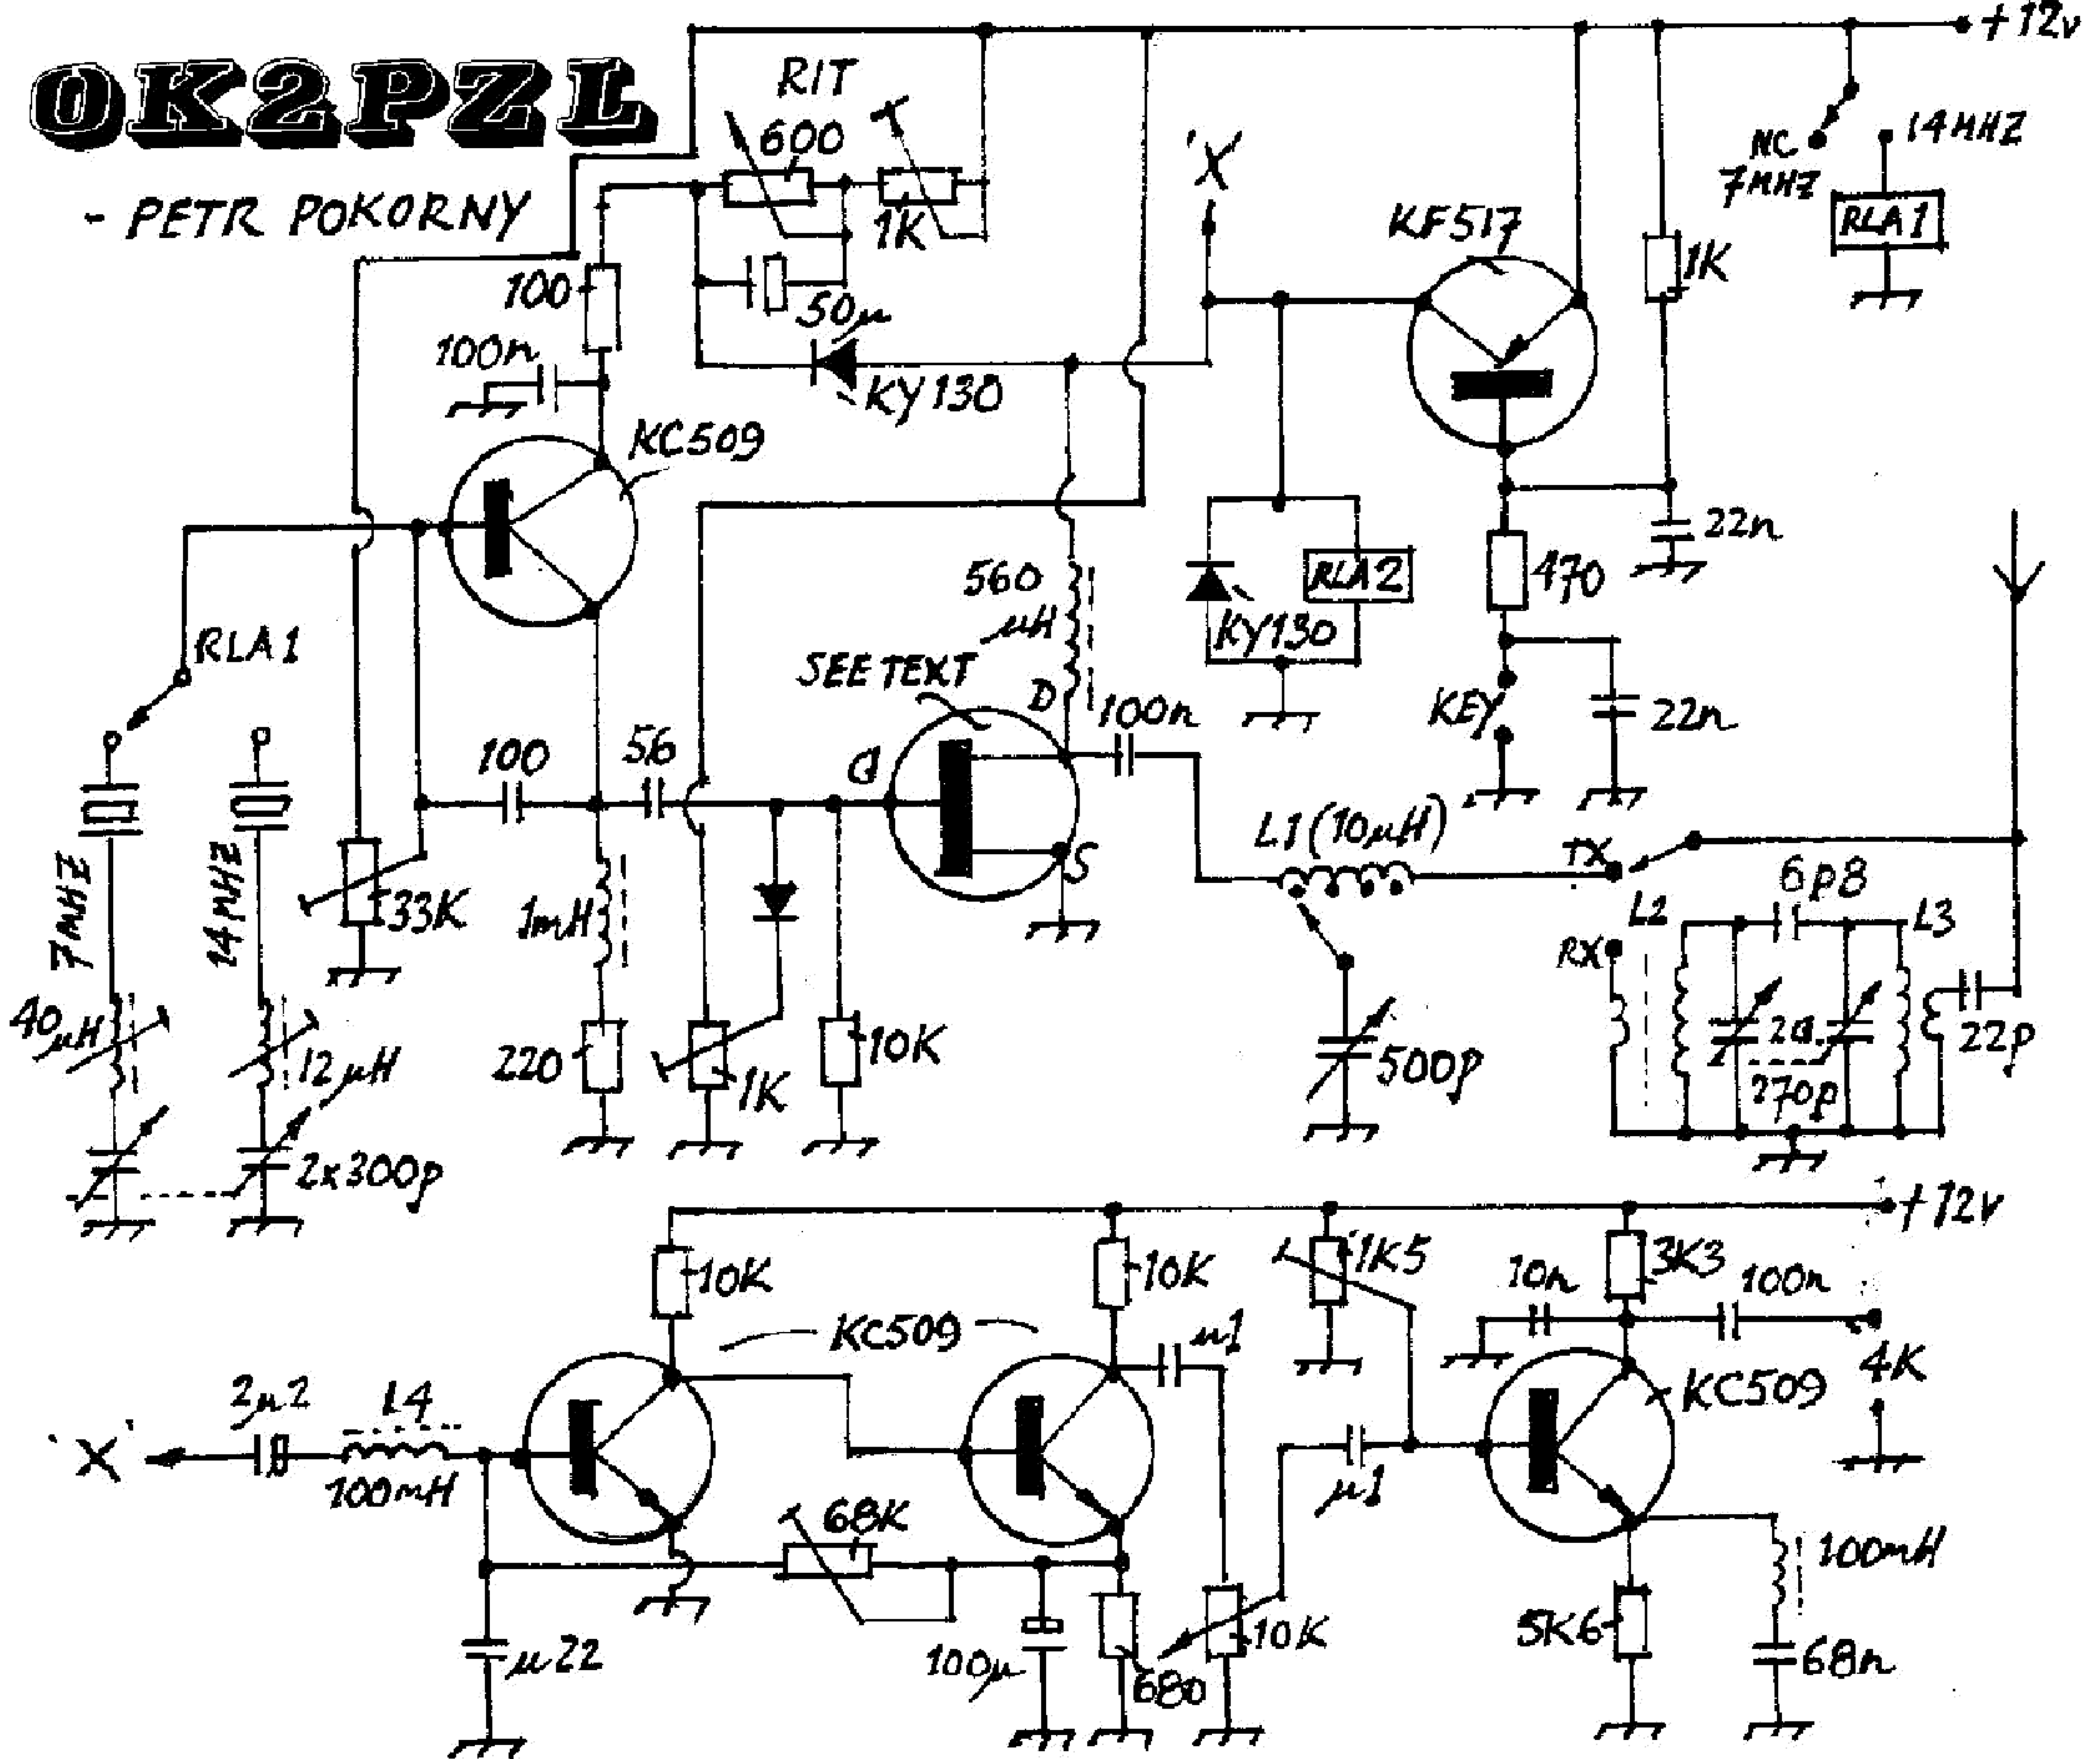 OK2PZL
- PETR POKORNY
RIT
600
1K
+12V
NC
7MHZ
14MHZ
RLA1
'X'
KF517
1K
100
50µ
100n
KY130
KC509
22n
470
560
µH
RLA2
KY130
RLA1
SEE TEXT
D
100n
KEY
22n
100
56
G
L1 (10µH)
TX
6p8
S
7MHZ
14MHZ
33K
1mH
L2
L3
RX
40µH
12µH
220
1K
10K
500p
2a
270p
22p
2x300p
+12V
10K
10K
1K5
3K3
10n
100n
KC509
µ1
4K
KC509
2µ2
L4
'X'
100mH
µ1
68K
100mH
µ22
100µ
680
10K
5K6
68n